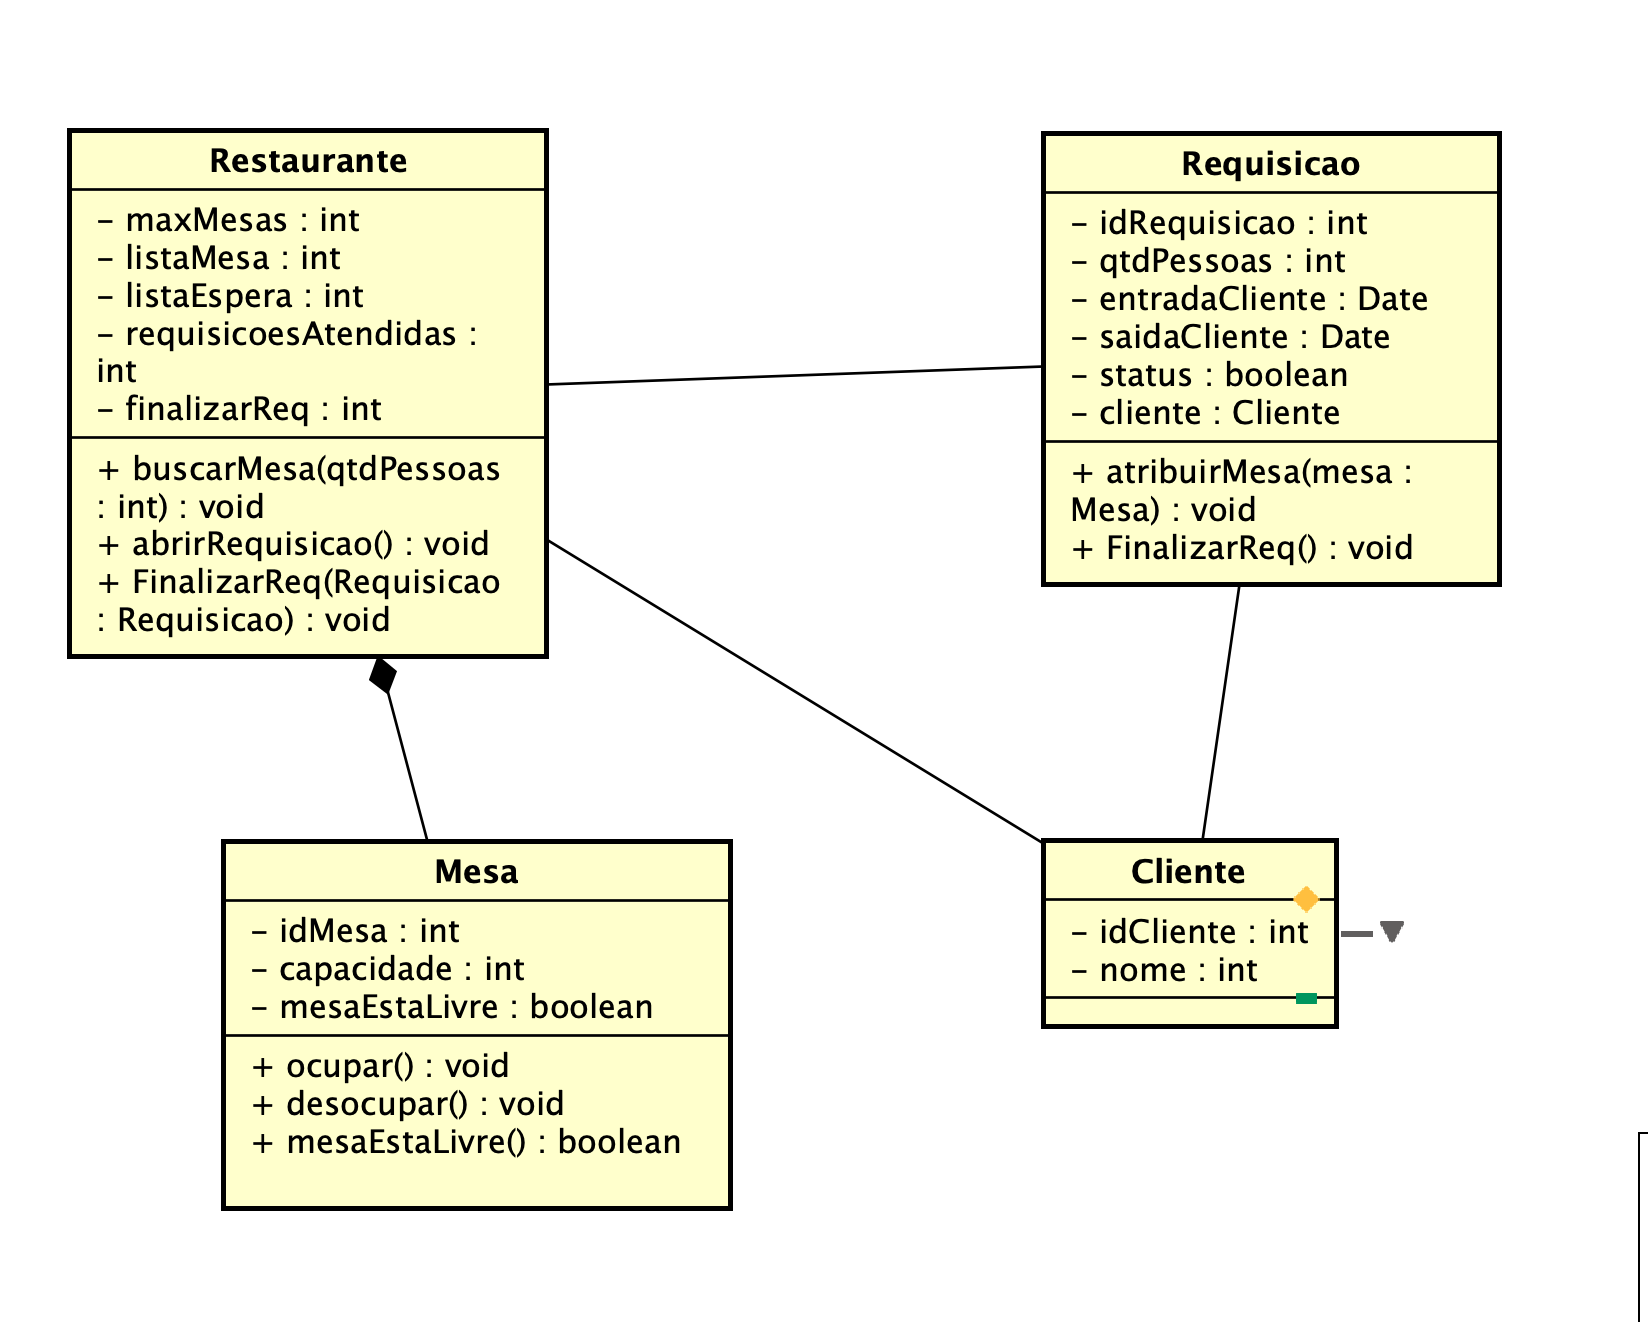 Restaurante
– maxMesas : int
– listaMesa : int
– listaEspera : int
– requisicoesAtendidas :
int
– finalizarReq : int
+ buscarMesa(qtdPessoas
: int) : void
+ abrirRequisicao() : void
+ FinalizarReq(Requisicao
: Requisicao) : void
Requisicao
– idRequisicao : int
– qtdPessoas : int
– entradaCliente : Date
– saidaCliente : Date
– status : boolean
– cliente : Cliente
+ atribuirMesa(mesa :
Mesa) : void
+ FinalizarReq() : void
Mesa
– idMesa : int
– capacidade : int
– mesaEstaLivre : boolean
+ ocupar() : void
+ desocupar() : void
+ mesaEstaLivre() : boolean
Cliente
– idCliente : int
– nome : int